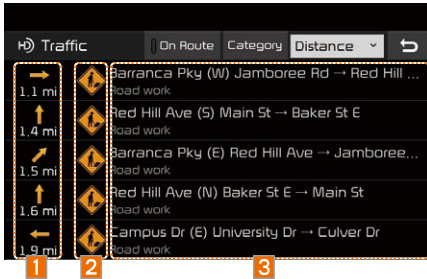 HD) Traffic On Route Category Distance
Barranca Pky (W) Jamboree Rd → Red Hill ...
1.1 mi Road work
Red Hill Ave (S) Main St → Baker St E
1.4 mi Road work
Barranca Pky (E) Red Hill Ave → Jamboree...
1.5 mi Road work
Red Hill Ave (N) Baker St E → Main St
1.6 mi Road work
Campus Dr (E) University Dr → Culver Dr
1.9 mi Road work
1 2 3